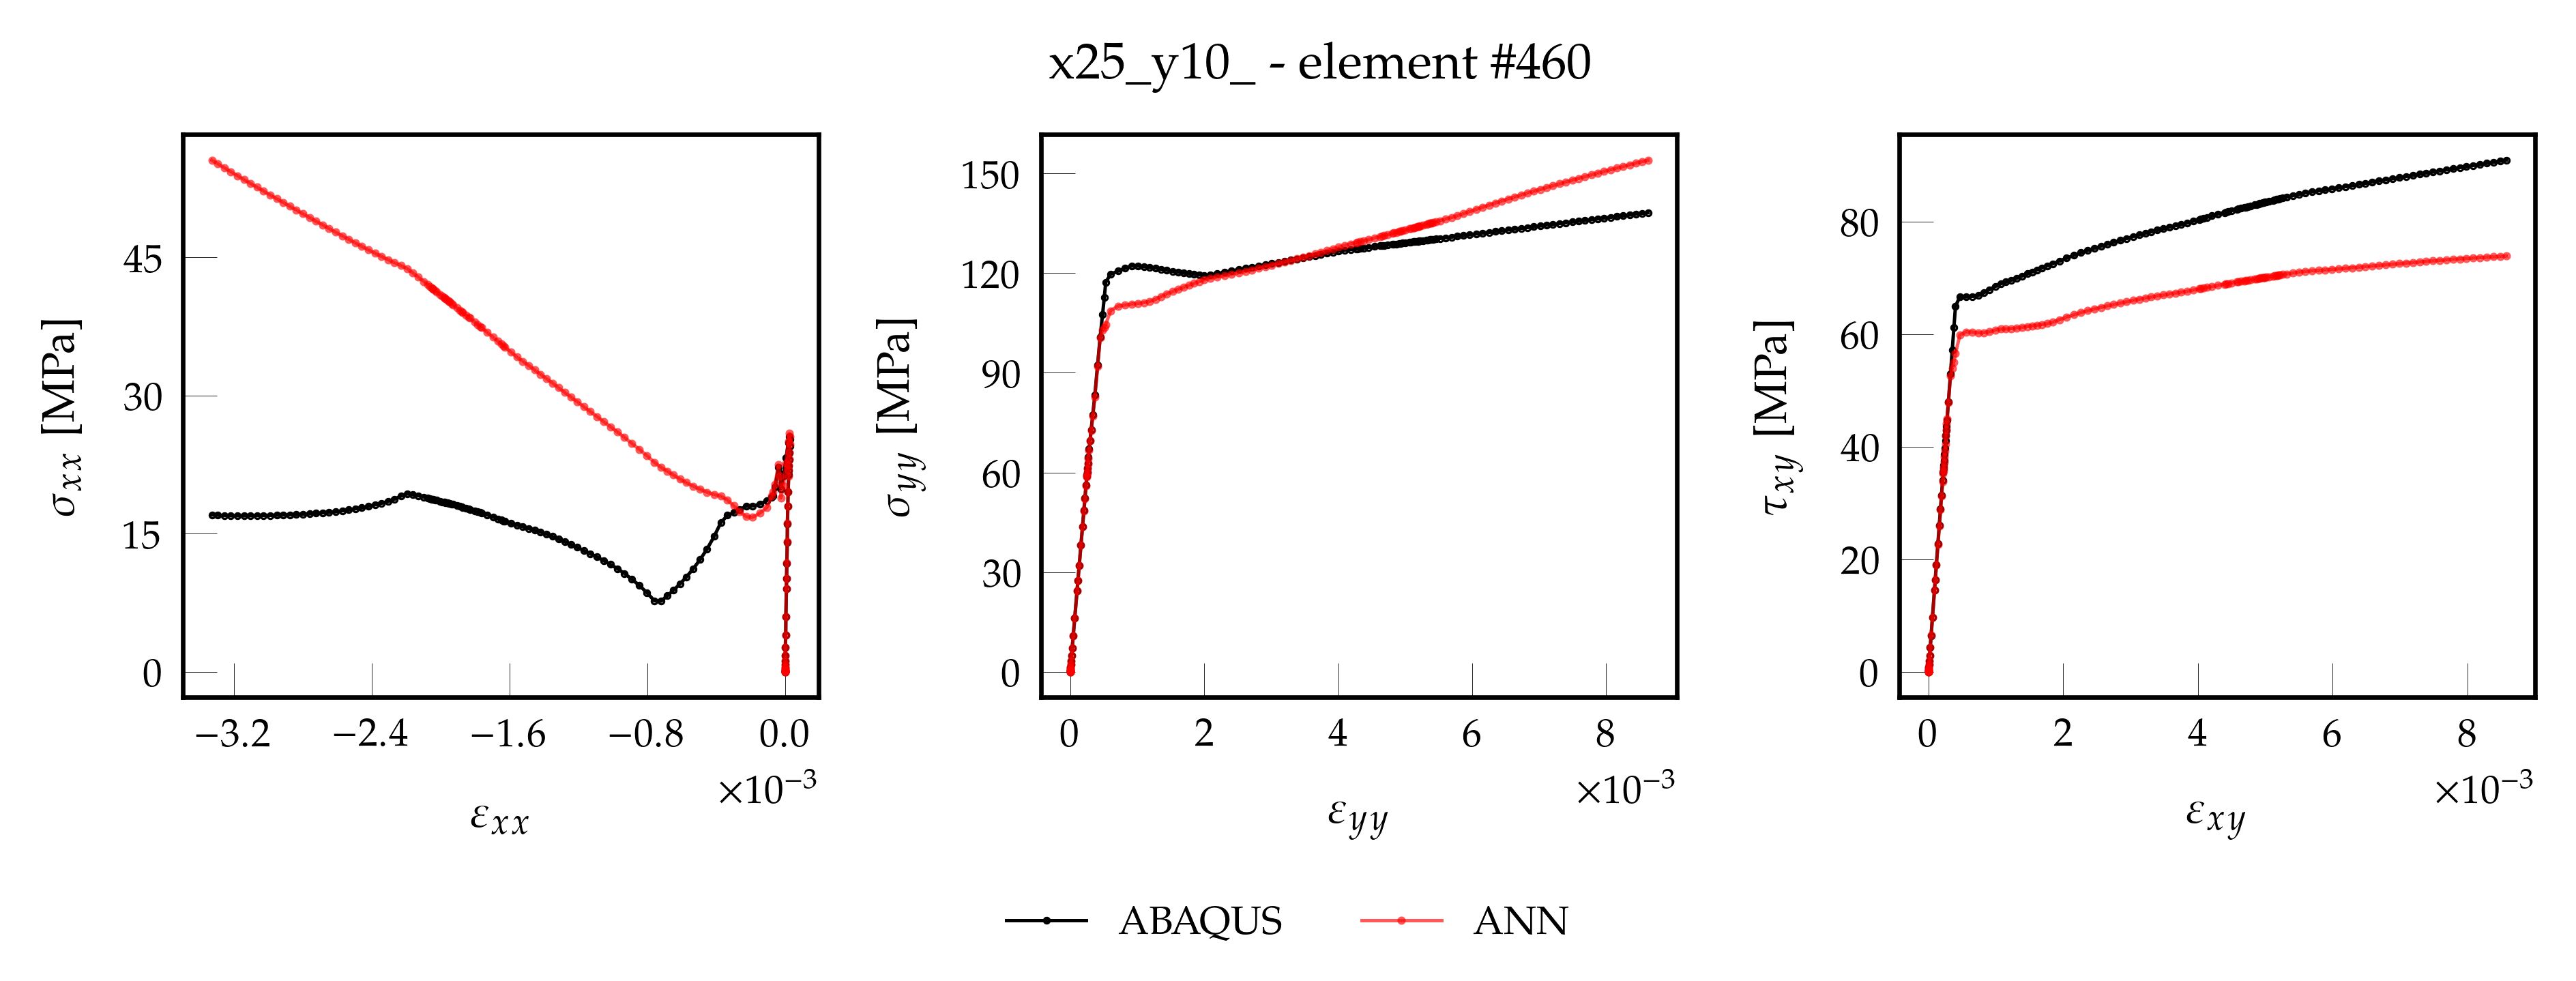 x25_y10_ - element #460
σxx [MPa]
45
30
15
0
−3.2 −2.4 −1.6 −0.8 0.0
×10−3
εxx
σyy [MPa]
150
120
90
60
30
0
0 2 4 6 8
×10−3
εyy
τxy [MPa]
80
60
40
20
0
0 2 4 6 8
×10−3
εxy
ABAQUS ANN